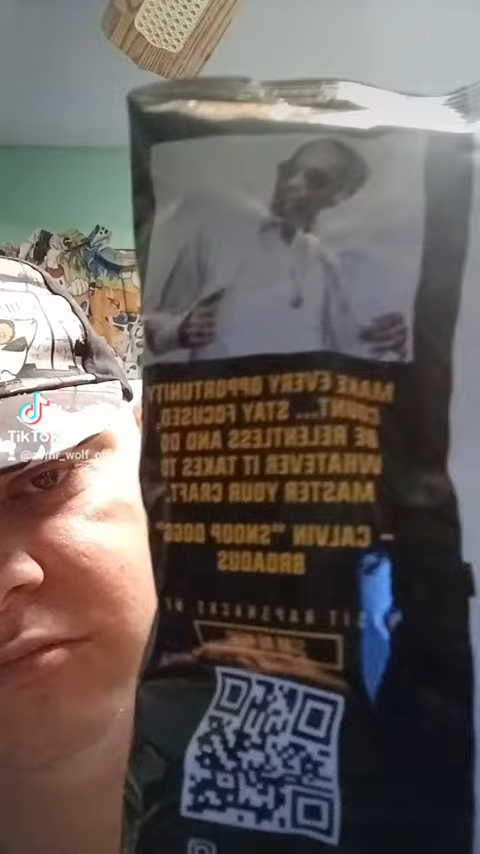 MAKE EVERY OPPORTUNITY
COUNT... STAY FOCUSED,
BE RELENTLESS AND DO
WHATEVER IT TAKES TO
MASTER YOUR CRAFT.
– CALVIN "SNOOP DOGG"
BROADUS
TikTok